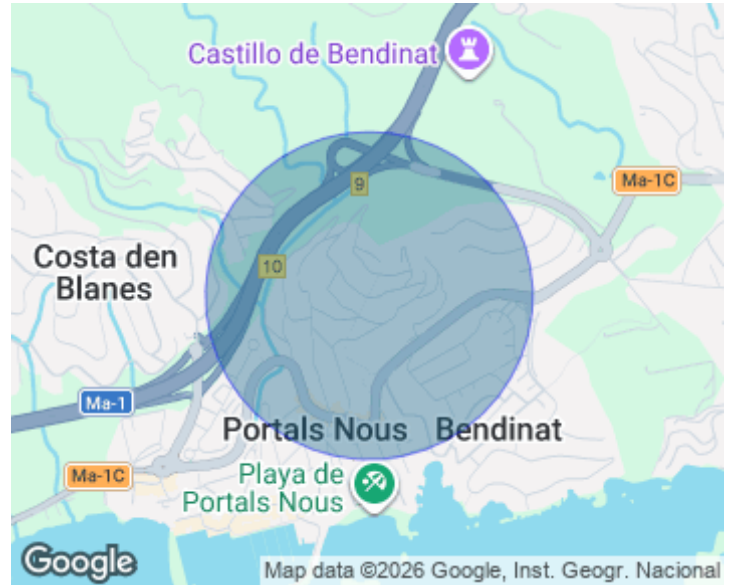 Castillo de Bendinat
9
Ma-1C
Costa den
Blanes
10
Ma-1
Portals Nous
Bendinat
Ma-1C
Playa de
Portals Nous
Google
Map data ©2026 Google, Inst. Geogr. Nacional